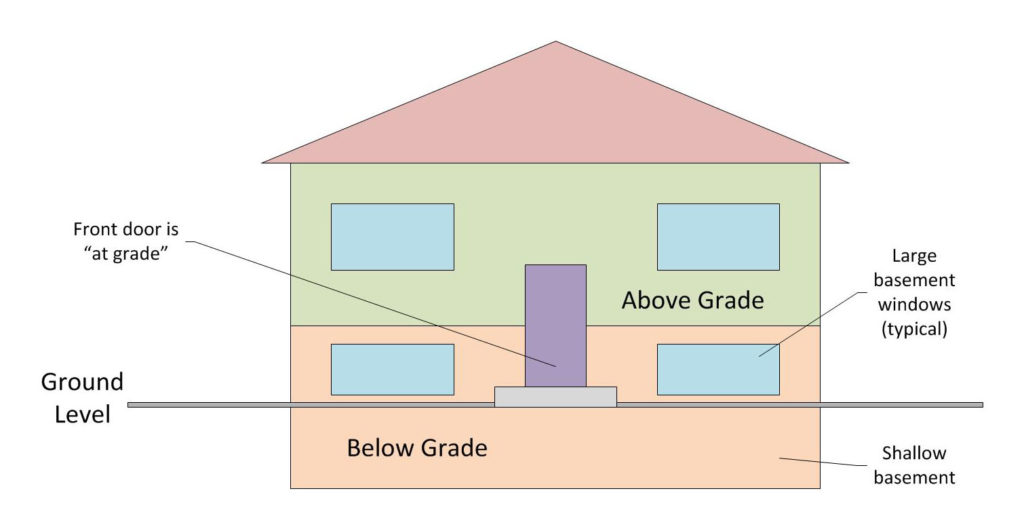 Front door is
“at grade”
Large
basement
windows
(typical)
Above Grade
Ground
Level
Below Grade
Shallow
basement